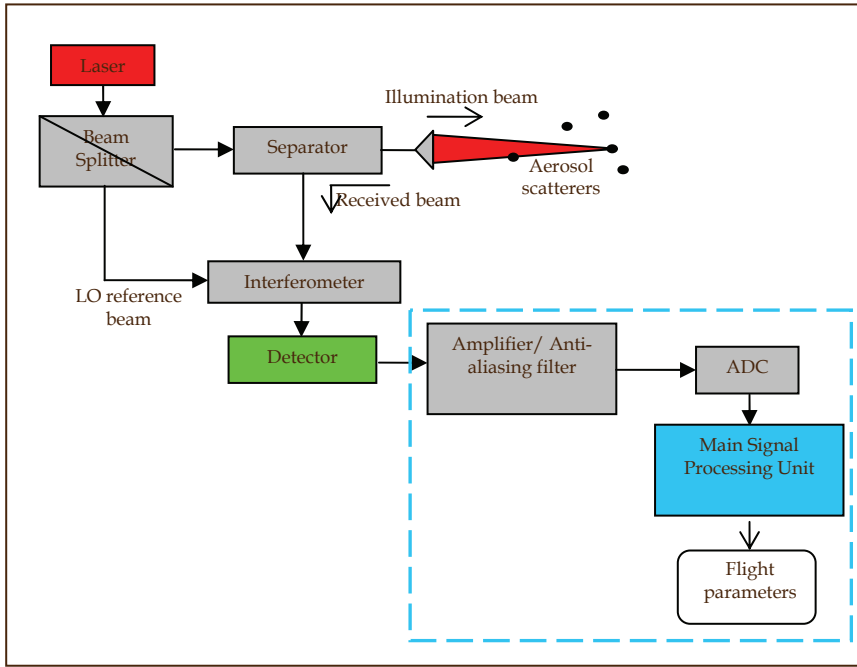 Laser
Illumination beam
Beam
Splitter
Separator
Aerosol
scatterers
Received beam
Interferometer
LO reference
beam
Detector
Amplifier/ Anti-
aliasing filter
ADC
Main Signal
Processing Unit
Flight
parameters